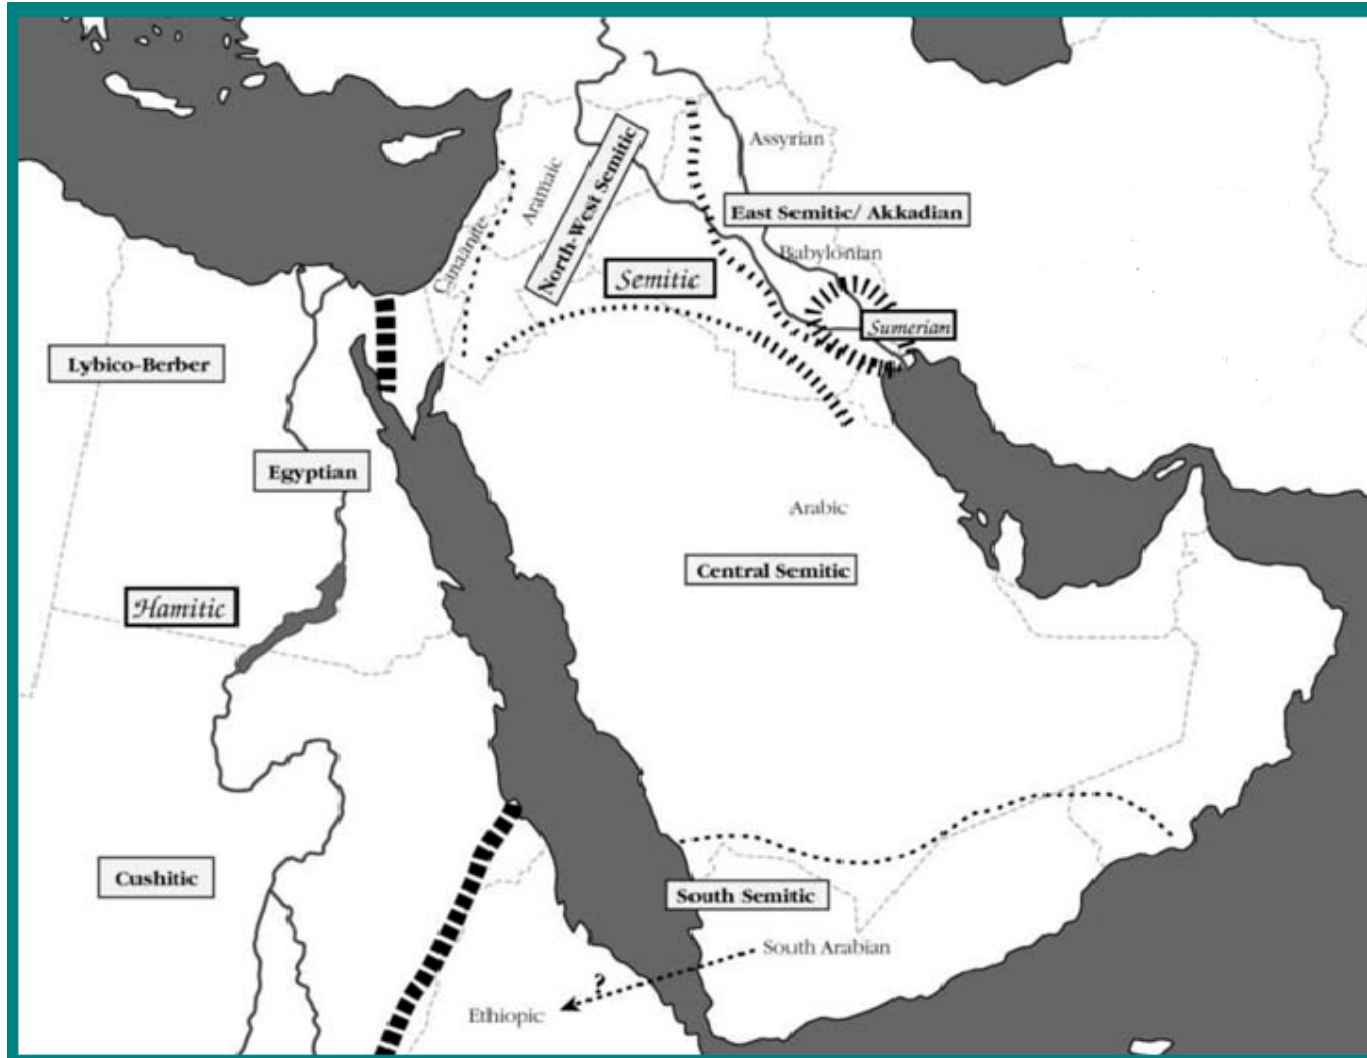 Assyrian
Aramaic
North-West Semitic
East Semitic/ Akkadian
Canaanite
Babylonian
Semitic
Sumerian
Lybico-Berber
Egyptian
Arabic
Central Semitic
Hamitic
Cushitic
South Semitic
South Arabian
?
Ethiopic